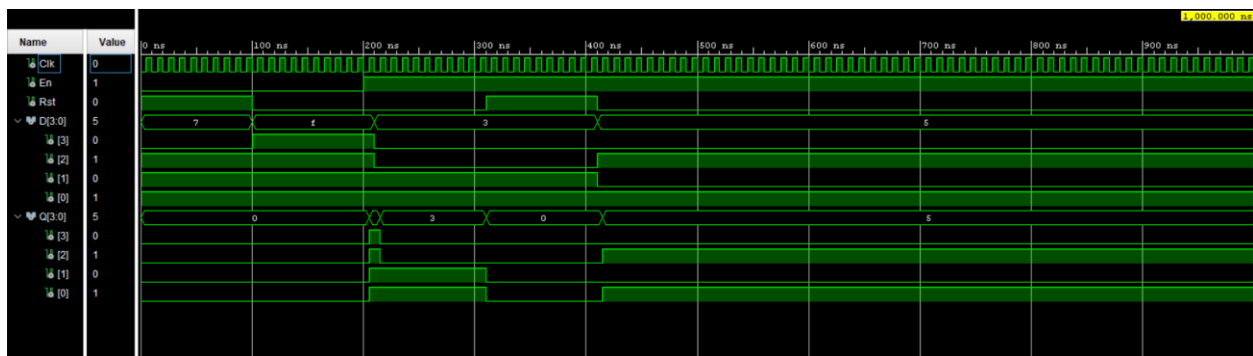 1,000.000 ns
Name Value 0 ns 100 ns 200 ns 300 ns 400 ns 500 ns 600 ns 700 ns 800 ns 900 ns
Clk 0
En 1
Rst 0
D[3:0] 5 7 f 3 5
[3] 0
[2] 1
[1] 0
[0] 1
Q[3:0] 5 0 3 0 5
[3] 0
[2] 1
[1] 0
[0] 1